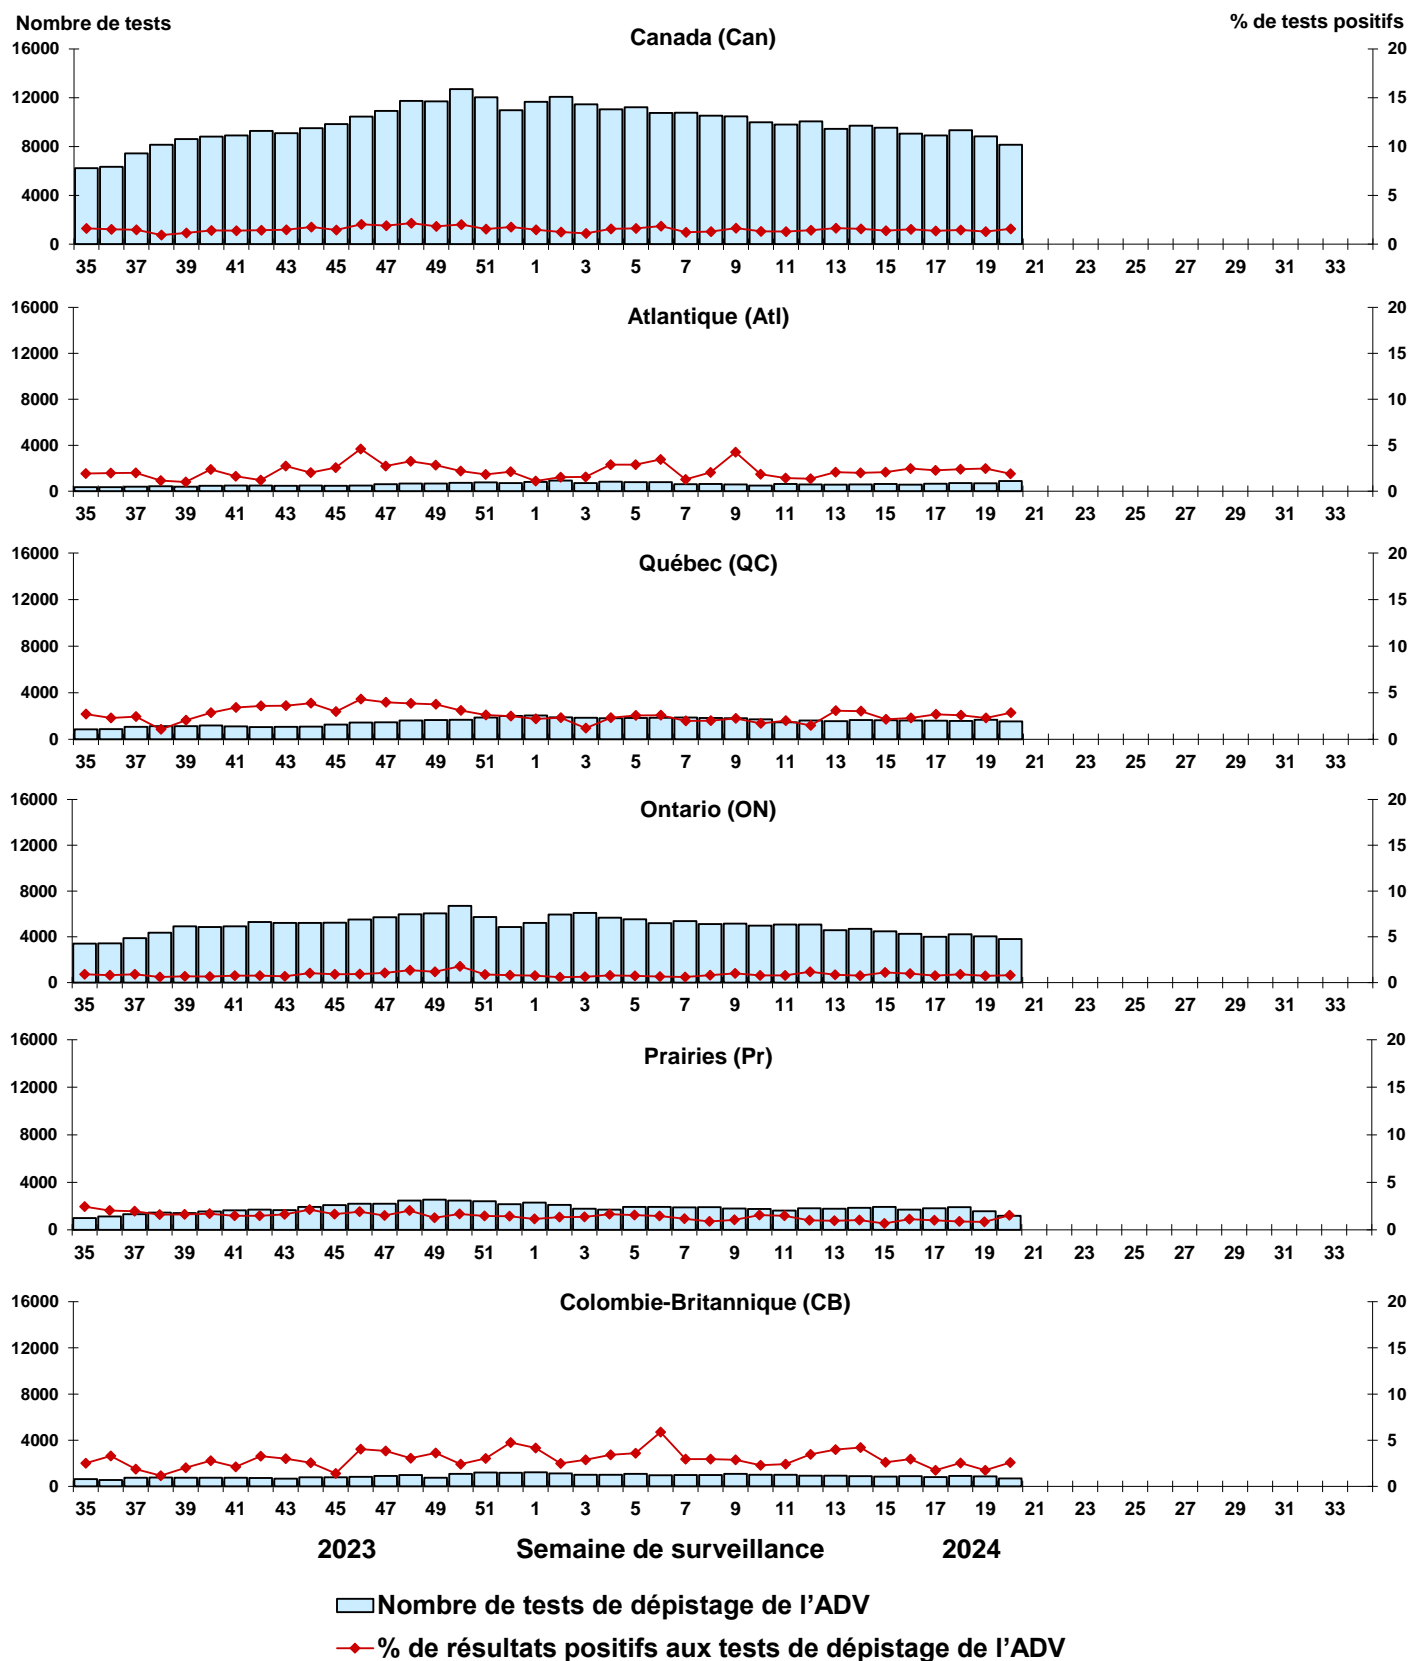 Nombre de tests % de tests positifs
Canada (Can)
16000 20
12000 15
8000 10
4000 5
0 0
35 37 39 41 43 45 47 49 51 1 3 5 7 9 11 13 15 17 19 21 23 25 27 29 31 33
Atlantique (Atl)
16000 20
12000 15
8000 10
4000 5
0 0
35 37 39 41 43 45 47 49 51 1 3 5 7 9 11 13 15 17 19 21 23 25 27 29 31 33
Québec (QC)
16000 20
12000 15
8000 10
4000 5
0 0
35 37 39 41 43 45 47 49 51 1 3 5 7 9 11 13 15 17 19 21 23 25 27 29 31 33
Ontario (ON)
16000 20
12000 15
8000 10
4000 5
0 0
35 37 39 41 43 45 47 49 51 1 3 5 7 9 11 13 15 17 19 21 23 25 27 29 31 33
Prairies (Pr)
16000 20
12000 15
8000 10
4000 5
0 0
35 37 39 41 43 45 47 49 51 1 3 5 7 9 11 13 15 17 19 21 23 25 27 29 31 33
Colombie-Britannique (CB)
16000 20
12000 15
8000 10
4000 5
0 0
35 37 39 41 43 45 47 49 51 1 3 5 7 9 11 13 15 17 19 21 23 25 27 29 31 33
2023 Semaine de surveillance 2024
Nombre de tests de dépistage de l’ADV
% de résultats positifs aux tests de dépistage de l’ADV